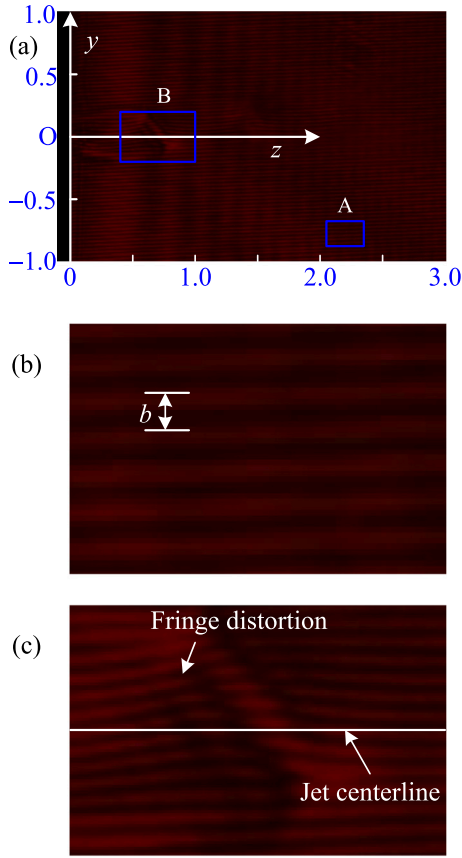 (a)
1.0
y
0.5
B
O
z
A
−0.5
−1.0
0 1.0 2.0 3.0
(b)
b
(c)
Fringe distortion
Jet centerline